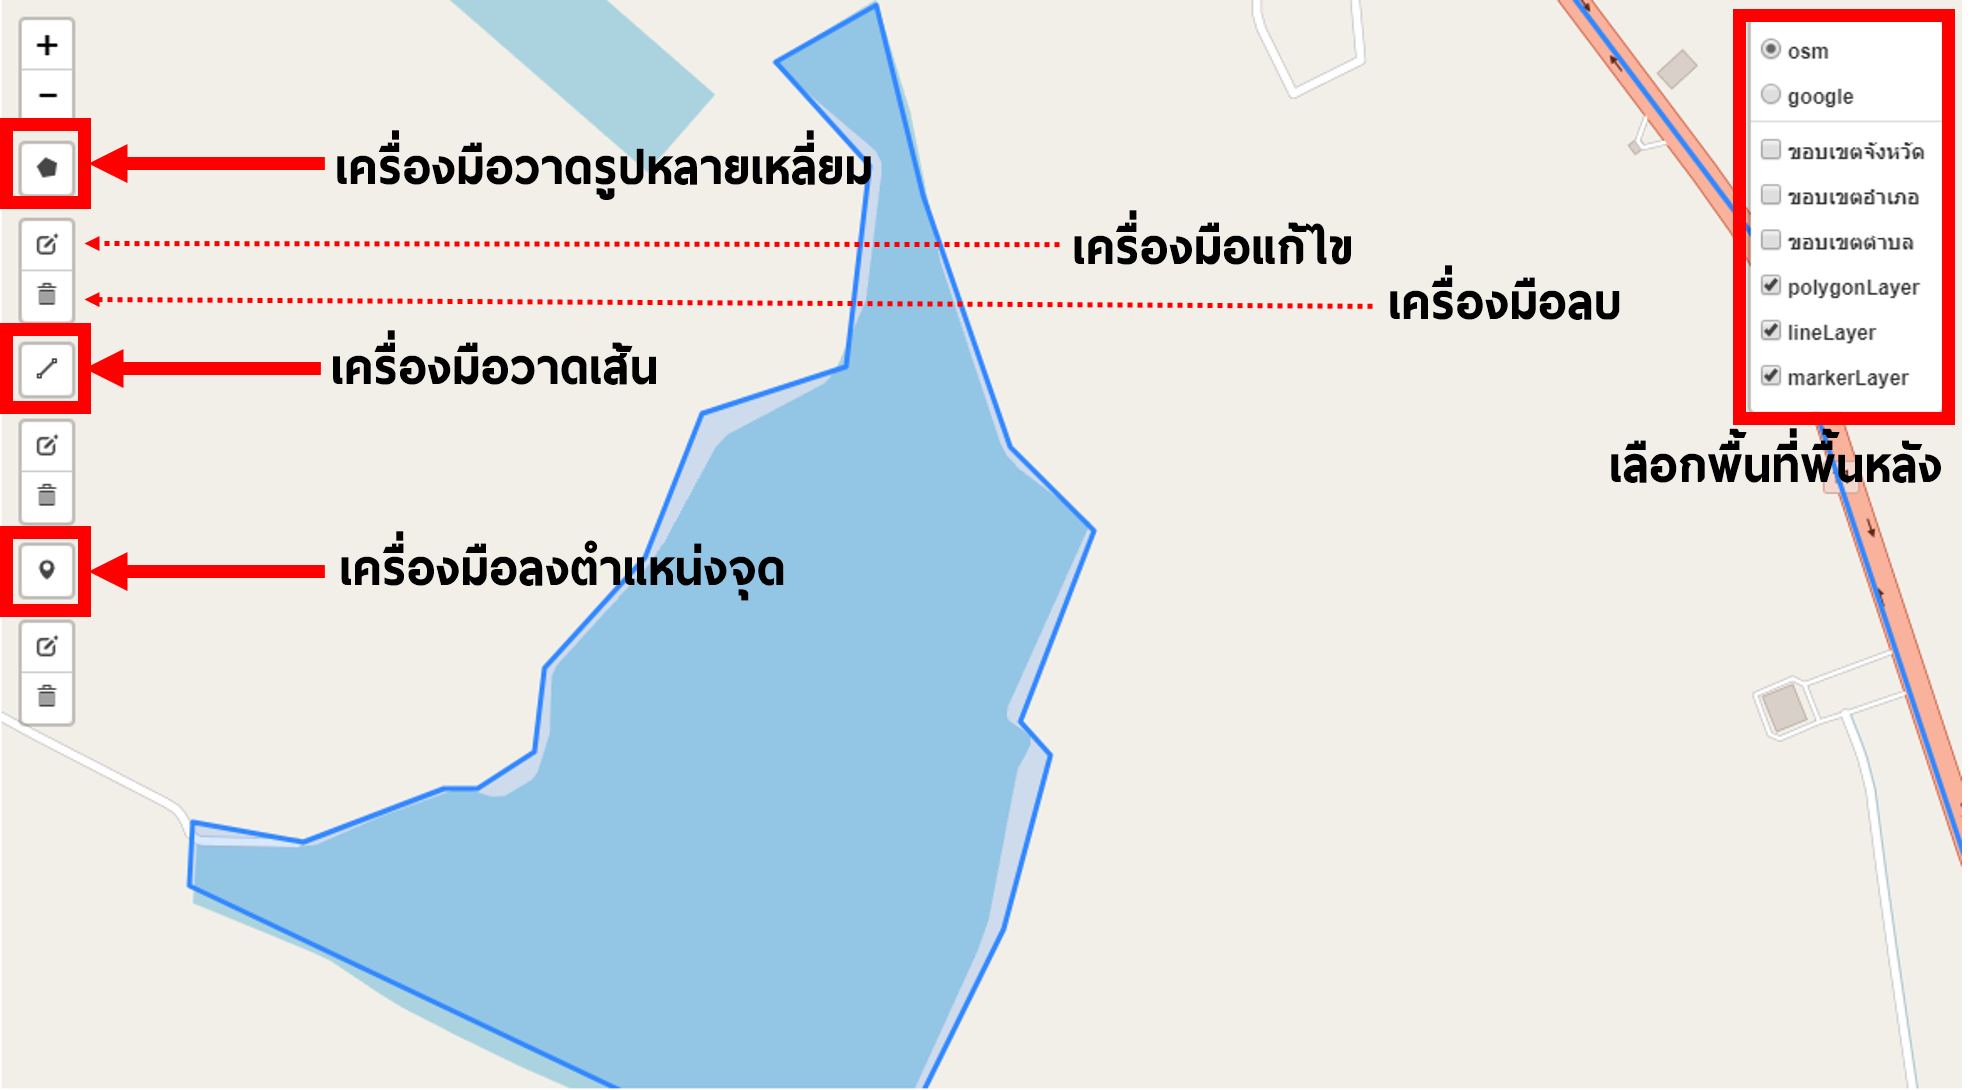 +
−
osm
google
ขอบเขตจังหวัด
ขอบเขตอำเภอ
ขอบเขตตำบล
polygonLayer
lineLayer
markerLayer
เครื่องมือวาดรูปหลายเหลี่ยม
เครื่องมือแก้ไข
เครื่องมือลบ
เครื่องมือวาดเส้น
เลือกพื้นที่พื้นหลัง
เครื่องมือลงตำแหน่งจุด